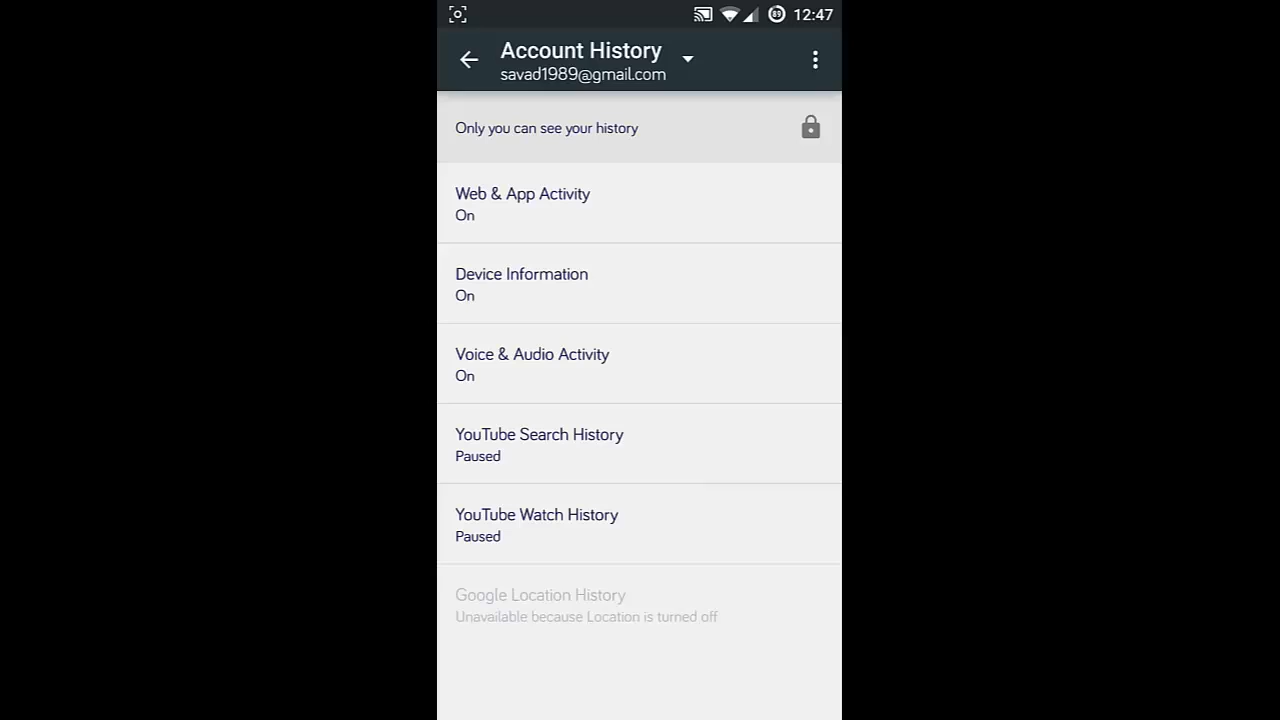 89 12:47
Account History
savad1989@gmail.com
Only you can see your history
Web & App Activity
On
Device Information
On
Voice & Audio Activity
On
YouTube Search History
Paused
YouTube Watch History
Paused
Google Location History
Unavailable because Location is turned off